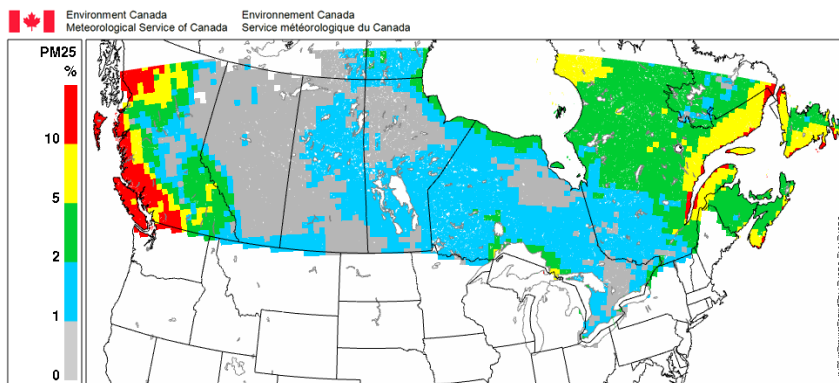 Environment Canada
Meteorological Service of Canada
Environnement Canada
Service météorologique du Canada
PM25
%
10
5
2
1
0